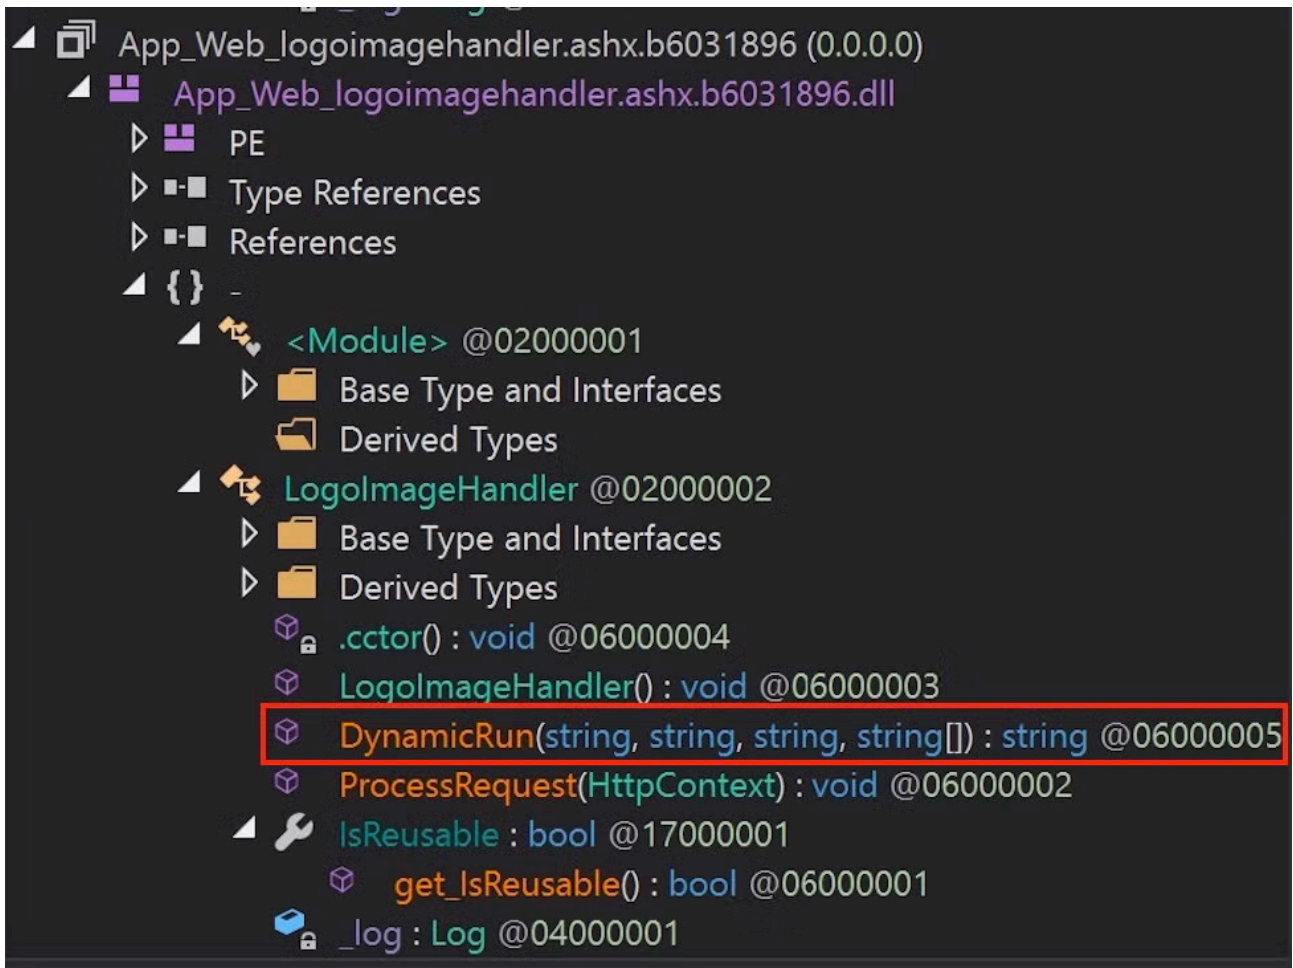 App_Web_logoimagehandler.ashx.b6031896 (0.0.0.0)
App_Web_logoimagehandler.ashx.b6031896.dll
PE
Type References
References
{ } -
<Module> @02000001
Base Type and Interfaces
Derived Types
LogoImageHandler @02000002
Base Type and Interfaces
Derived Types
.cctor() : void @06000004
LogoImageHandler() : void @06000003
DynamicRun(string, string, string, string[]) : string @06000005
ProcessRequest(HttpContext) : void @06000002
IsReusable : bool @17000001
get_IsReusable() : bool @06000001
_log : Log @04000001